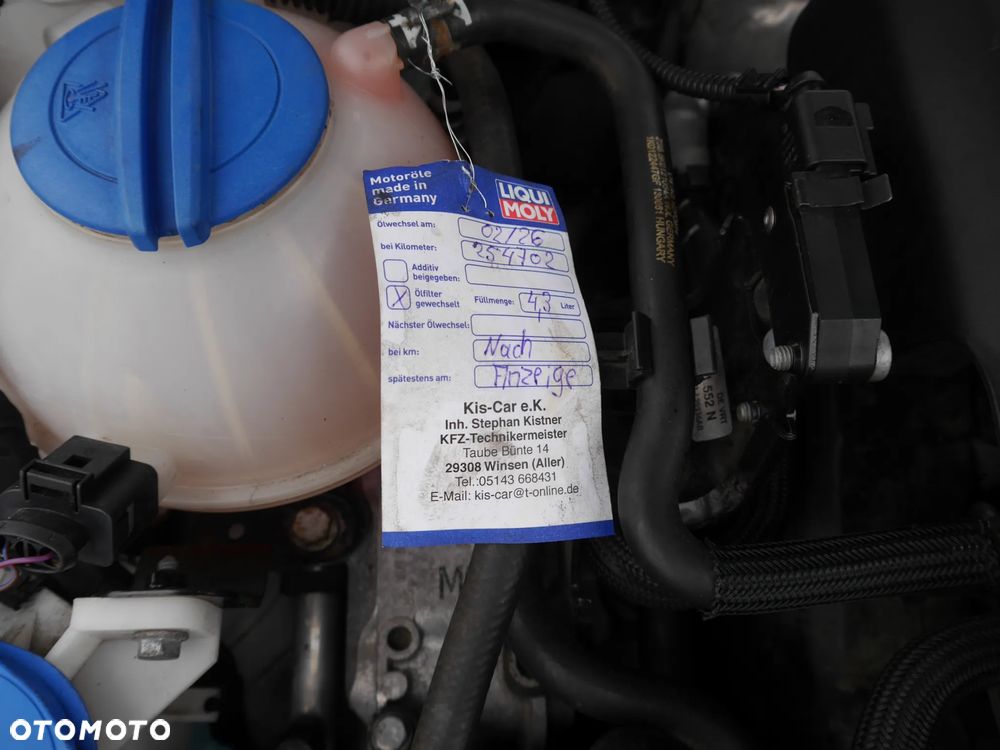 Motoröle
made in
Germany
LIQUI
MOLY
Ölwechsel am: 02/26
bei Kilometer: 254702
Additiv
beigegeben:
X Ölfilter
gewechselt Füllmenge: 4,3 Liter
Nächster Ölwechsel:
bei km: Nach
spätestens am: Anzeige
Kis-Car e.K.
Inh. Stephan Kistner
KFZ-Technikermeister
Taube Bünte 14
29308 Winsen (Aller)
Tel.:05143 668431
E-Mail: kis-car@t-online.de
552 N
OTOMOTO